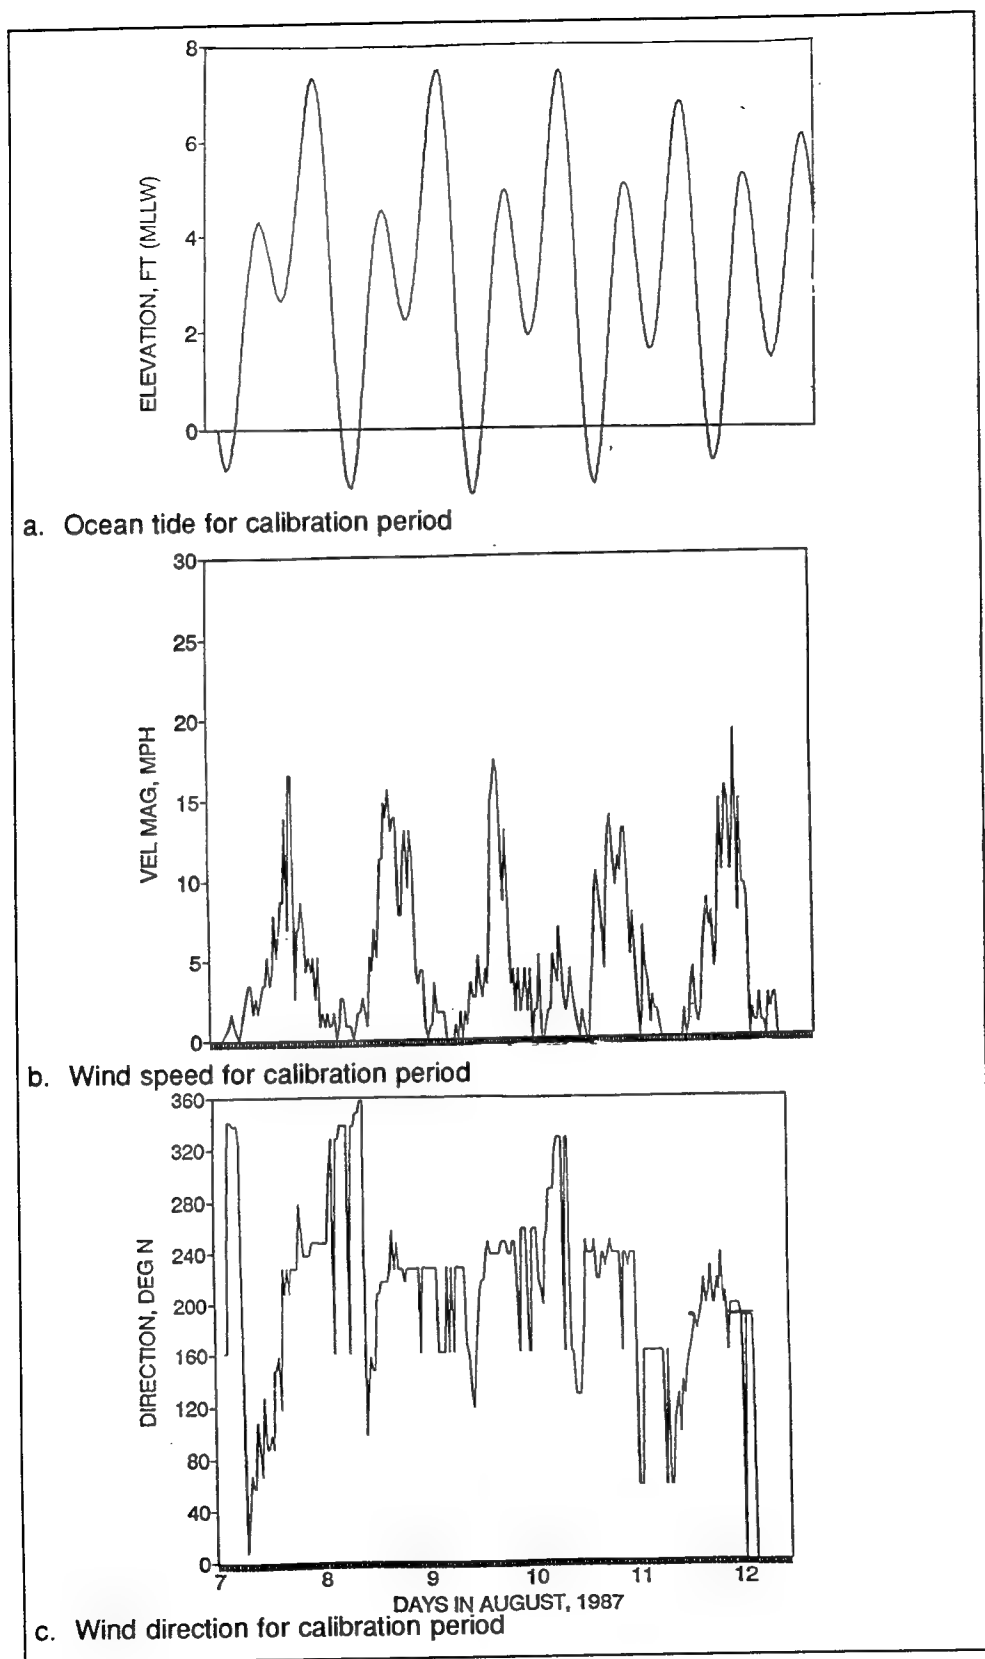 8
6
4
2
0
ELEVATION, FT (MLLW)
a. Ocean tide for calibration period
30
25
20
15
10
5
0
VEL MAG, MPH
b. Wind speed for calibration period
360
320
280
240
200
160
120
80
40
0
DIRECTION, DEG N
7 8 9 10 11 12
DAYS IN AUGUST, 1987
c. Wind direction for calibration period